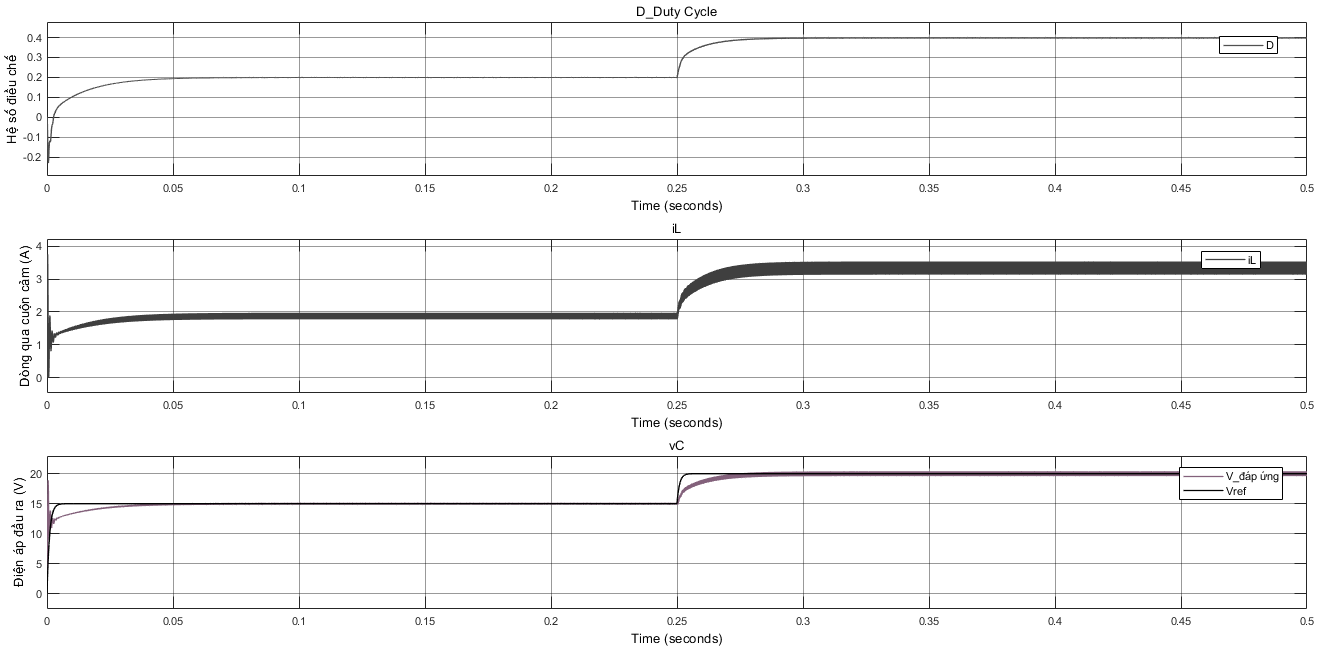 D_Duty Cycle
Hệ số điều chế
0.4
0.3
0.2
0.1
0
-0.1
-0.2
D
0 0.05 0.1 0.15 0.2 0.25 0.3 0.35 0.4 0.45 0.5
Time (seconds)
iL
Dòng qua cuộn cảm (A)
4
3
2
1
0
iL
0 0.05 0.1 0.15 0.2 0.25 0.3 0.35 0.4 0.45 0.5
Time (seconds)
vC
Điện áp đầu ra (V)
20
15
10
5
0
V_đáp ứng
Vref
0 0.05 0.1 0.15 0.2 0.25 0.3 0.35 0.4 0.45 0.5
Time (seconds)